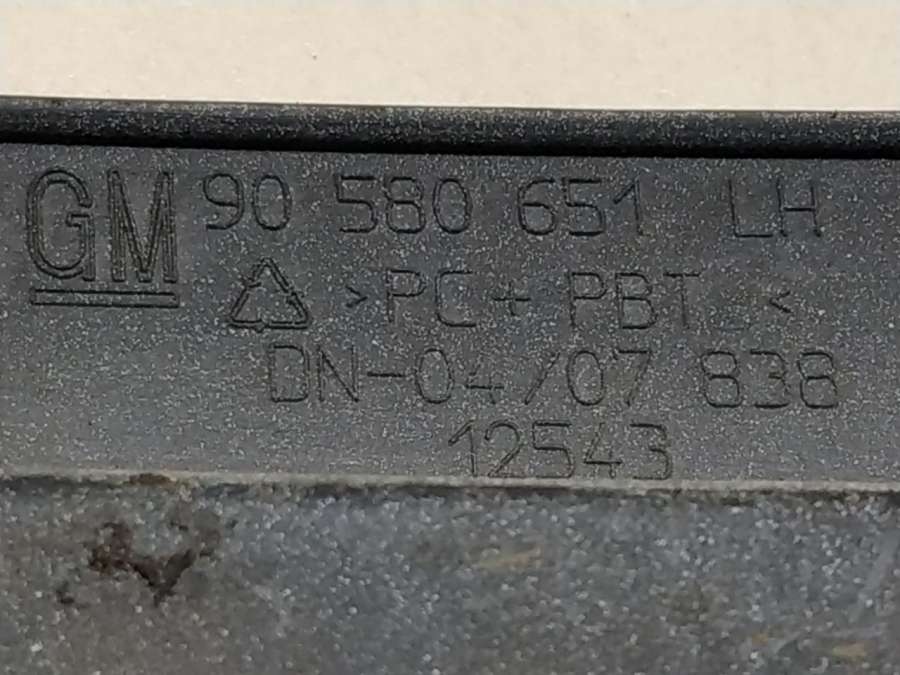 GM 90 580 651 LH
>PC + PBT <
DN-04/07 838
12543